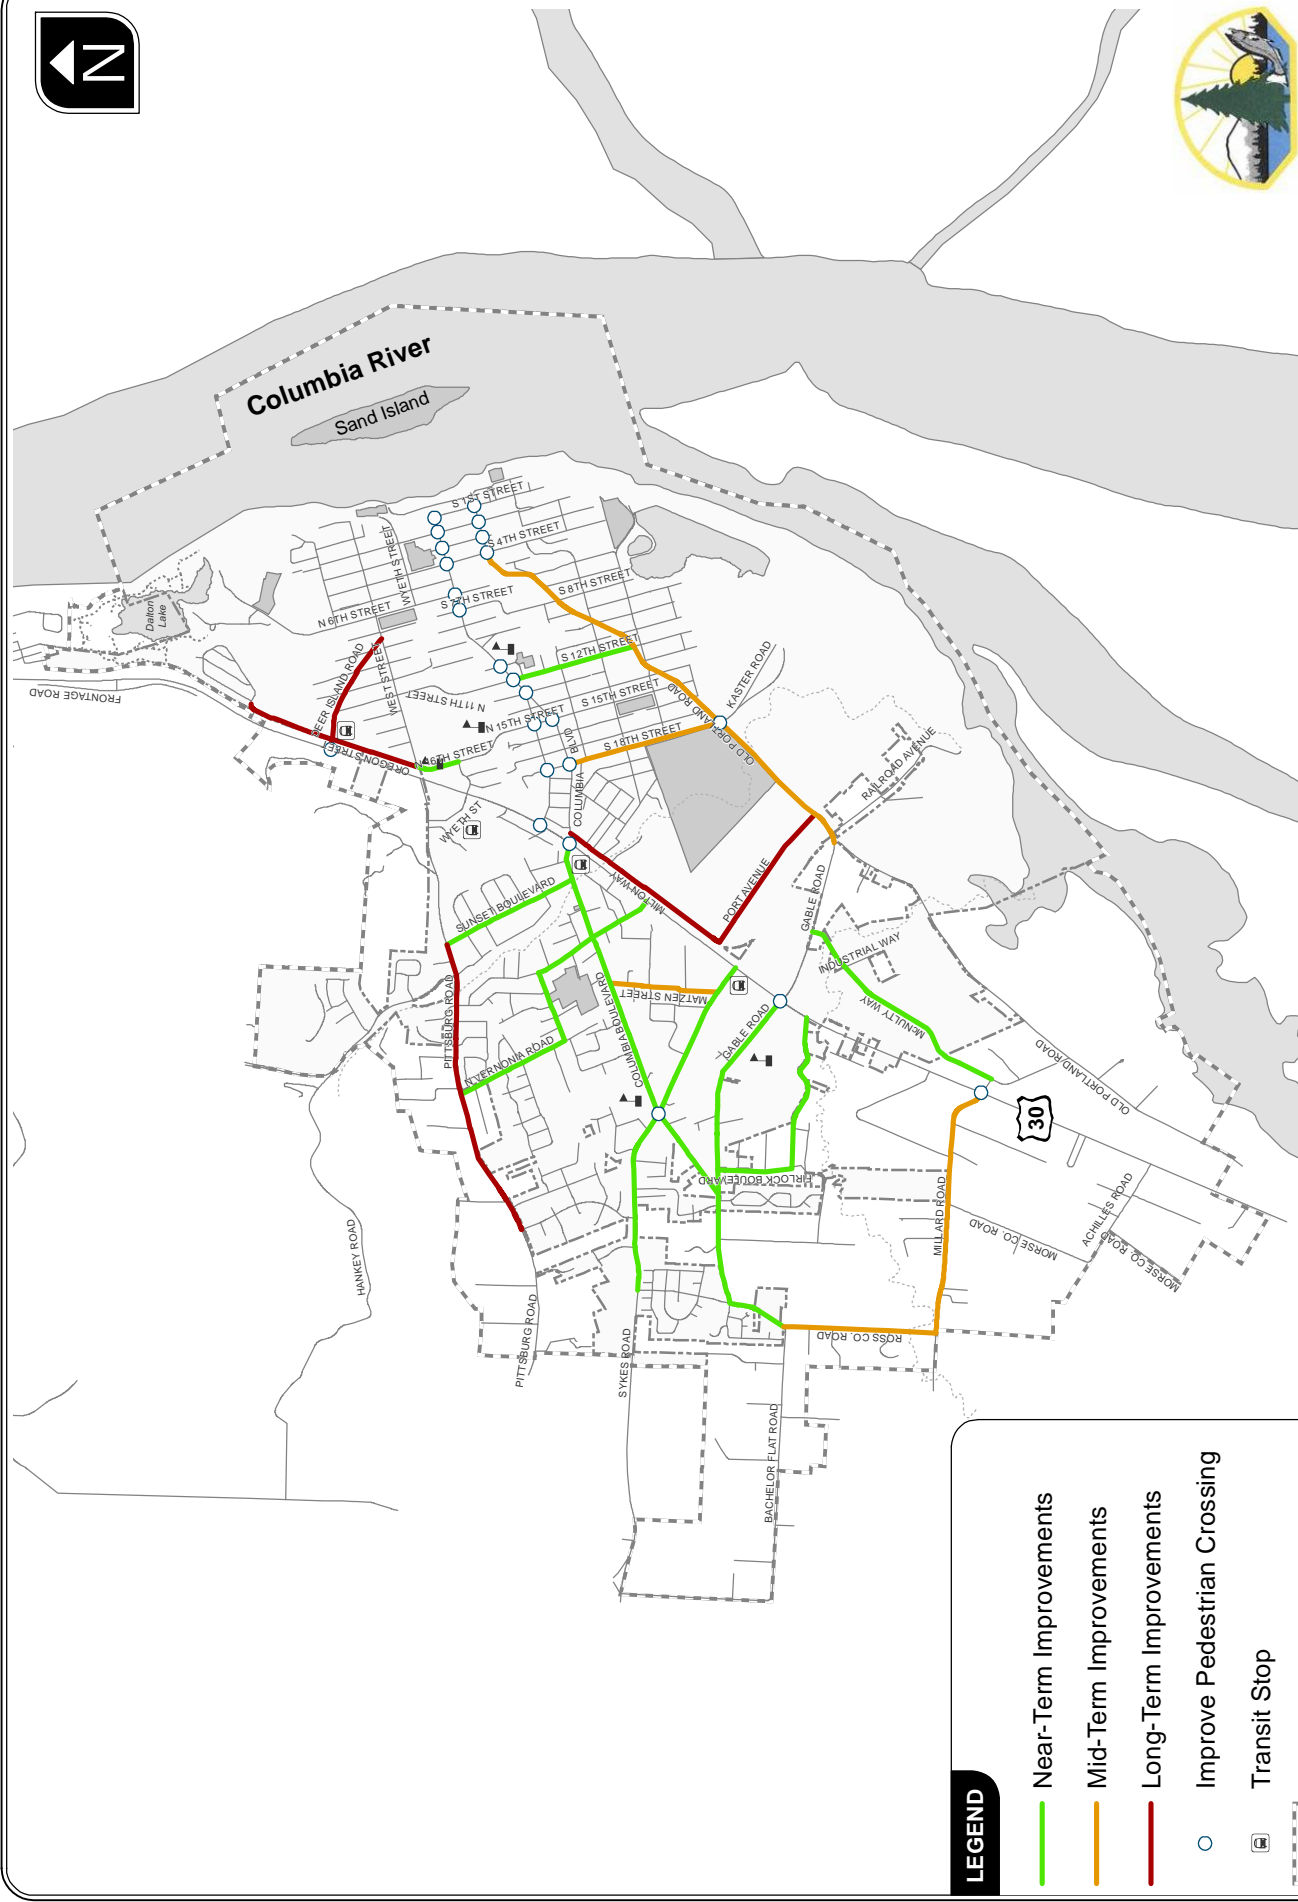 N
Columbia River
Sand Island
Dalton
Lake
FRONTAGE ROAD
DEER ISLAND ROAD
OREGON STREET
WEST STREET
WYETH STREET
N 6TH STREET
N 11TH STREET
N 15TH STREET
N 16TH STREET
WYETH ST
S 1ST STREET
S 4TH STREET
S 7TH STREET
S 8TH STREET
S 12TH STREET
S 15TH STREET
S 18TH STREET
COLUMBIA
BLVD
OLD PORTLAND ROAD
KASTER ROAD
RAILROAD AVENUE
PORT AVENUE
MILTON WAY
SUNSET BOULEVARD
PITTSBURG ROAD
N VERNONIA ROAD
COLUMBIA BOULEVARD
MATZEN STREET
GABLE ROAD
GABLE ROAD
INDUSTRIAL WAY
McNULTY WAY
OLD PORTLAND ROAD
30
FIRLOCK BOULEVARD
MILLARD ROAD
MORSE CO. ROAD
ACHILLES ROAD
MORSE CO. ROAD
ROSS CO. ROAD
HANKEY ROAD
PITTSBURG ROAD
SYKES ROAD
BACHELOR FLAT ROAD
LEGEND
Near-Term Improvements
Mid-Term Improvements
Long-Term Improvements
Improve Pedestrian Crossing
Transit Stop